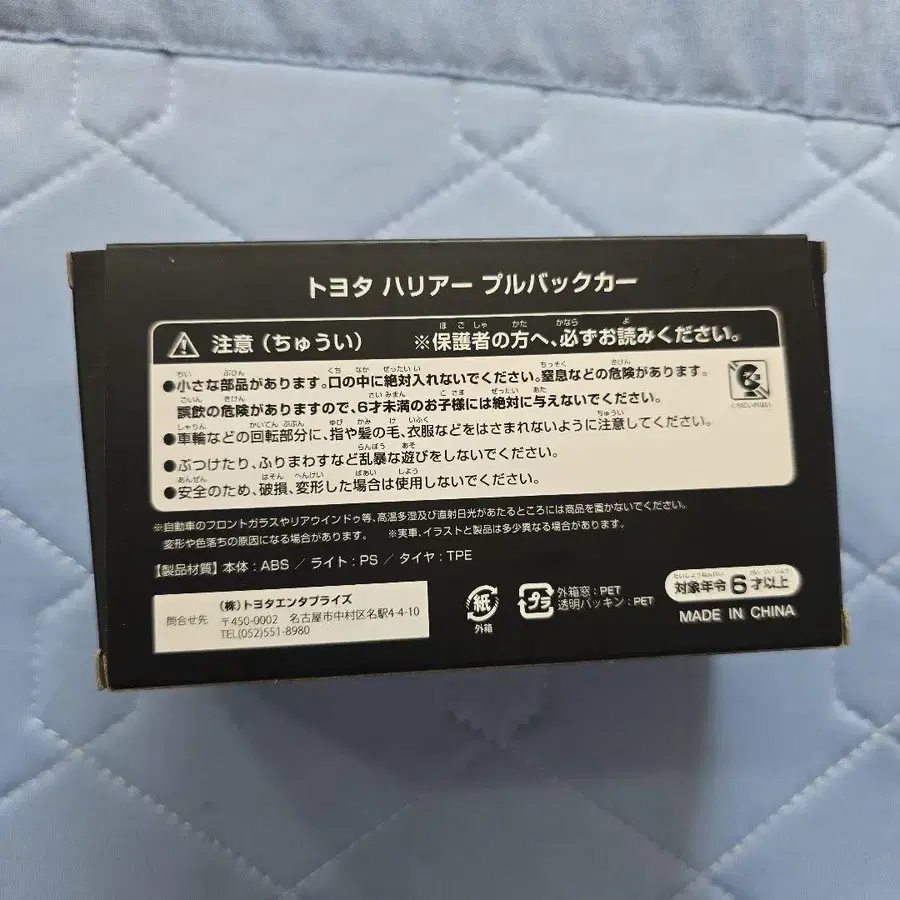 トヨタ ハリアー プルバックカー
注意（ちゅうい）　※保護者の方へ、必ずお読みください。
●小さな部品があります。口の中に絶対入れないでください。窒息などの危険があります。
誤飲の危険がありますので、6才未満のお子様には絶対に与えないでください。
●車輪などの回転部分に、指や髪の毛、衣服などをはさまれないように注意してください。
●ぶつけたり、ふりまわすなど乱暴な遊びをしないでください。
●安全のため、破損、変形した場合は使用しないでください。
くちにいれない
※自動車のフロントガラスやリアウインドゥ等、高温多湿及び直射日光があたるところには商品を置かないでください。
変形や色落ちの原因になる場合があります。　※実車、イラストと製品は多少異なる場合があります。
【製品材質】本体：ABS ／ ライト：PS ／ タイヤ：TPE
問合せ先
（株）トヨタエンタプライズ
〒450-0002　名古屋市中村区名駅4-4-10
TEL(052)551-8980
紙
外箱
プラ
外箱窓：PET
透明パッキン：PET
対象年令 6才以上
MADE IN CHINA